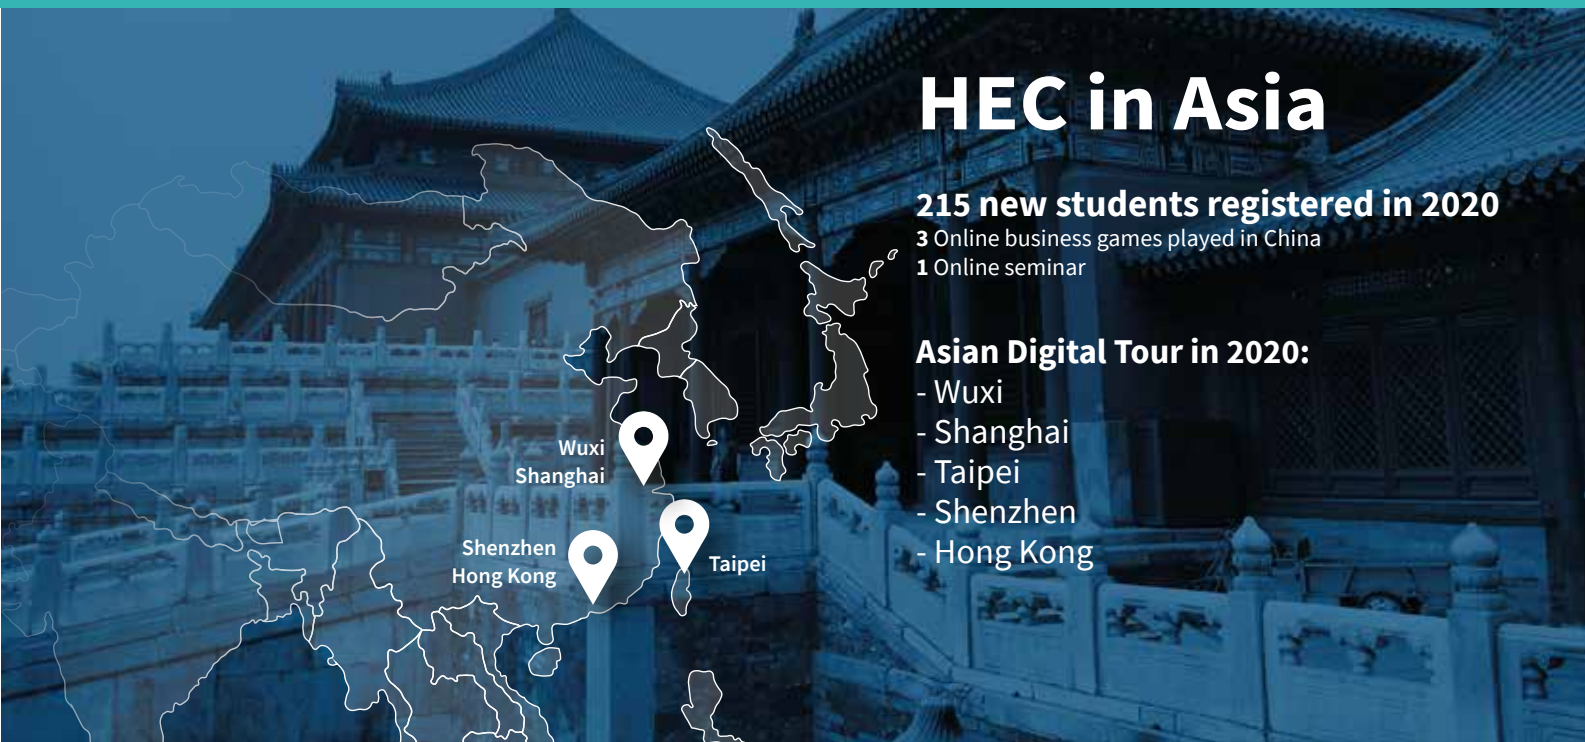 HEC in Asia
215 new students registered in 2020
3 Online business games played in China
1 Online seminar
Asian Digital Tour in 2020:
- Wuxi
- Shanghai
- Taipei
- Shenzhen
- Hong Kong
Wuxi
Shanghai
Shenzhen
Hong Kong
Taipei